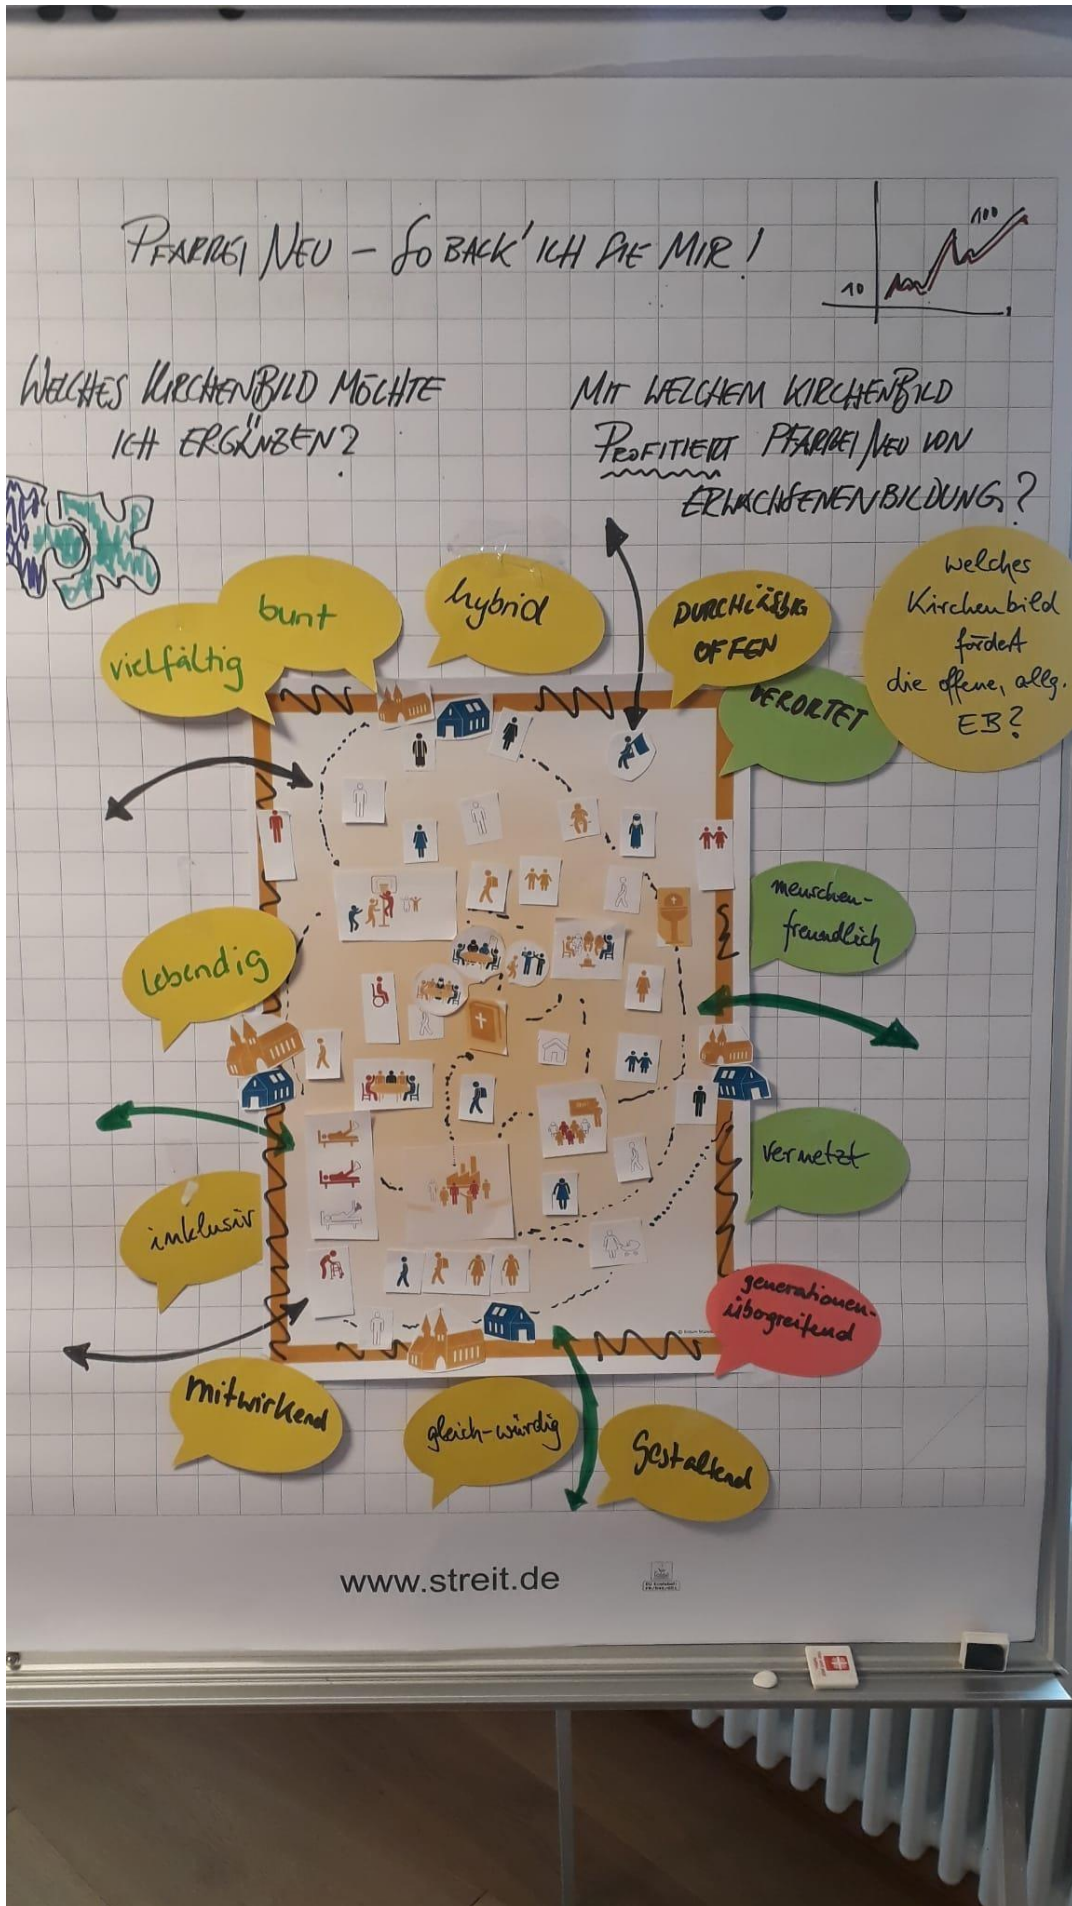 PFARREI NEU – SO BACK' ICH SIE MIR!
100
10
WELCHES KIRCHENBILD MÖCHTE
ICH ERGÄNZEN?
MIT WELCHEM KIRCHENBILD
PROFITIERT PFARREI NEU VON
ERWACHSENENBILDUNG?
welches
Kirchenbild
fördert
die offene, allg.
EB?
bunt
vielfältig
hybrid
DURCHLÄSSIG
OFFEN
VERORTET
menschen-
freundlich
lebendig
vernetzt
inklusiv
generationen-
übergreifend
mitwirkend
gleich-würdig
Gestaltend
www.streit.de